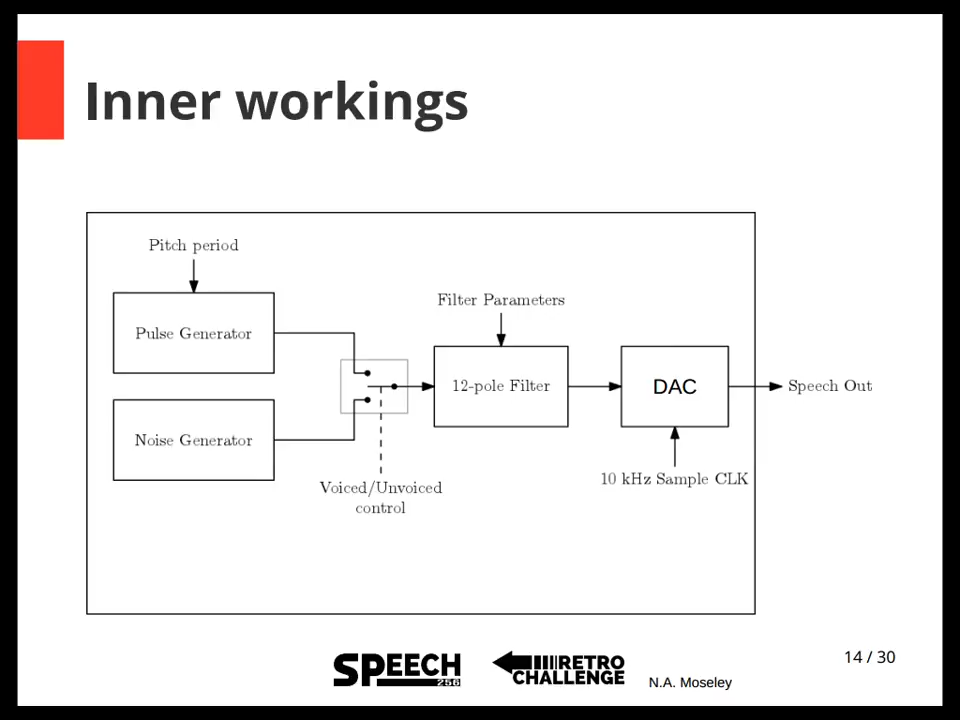 Inner workings
Pitch period
Pulse Generator
Noise Generator
Voiced/Unvoiced
control
Filter Parameters
12-pole Filter
DAC
10 kHz Sample CLK
Speech Out
SPEECH
256
RETRO
CHALLENGE
N.A. Moseley
14 / 30